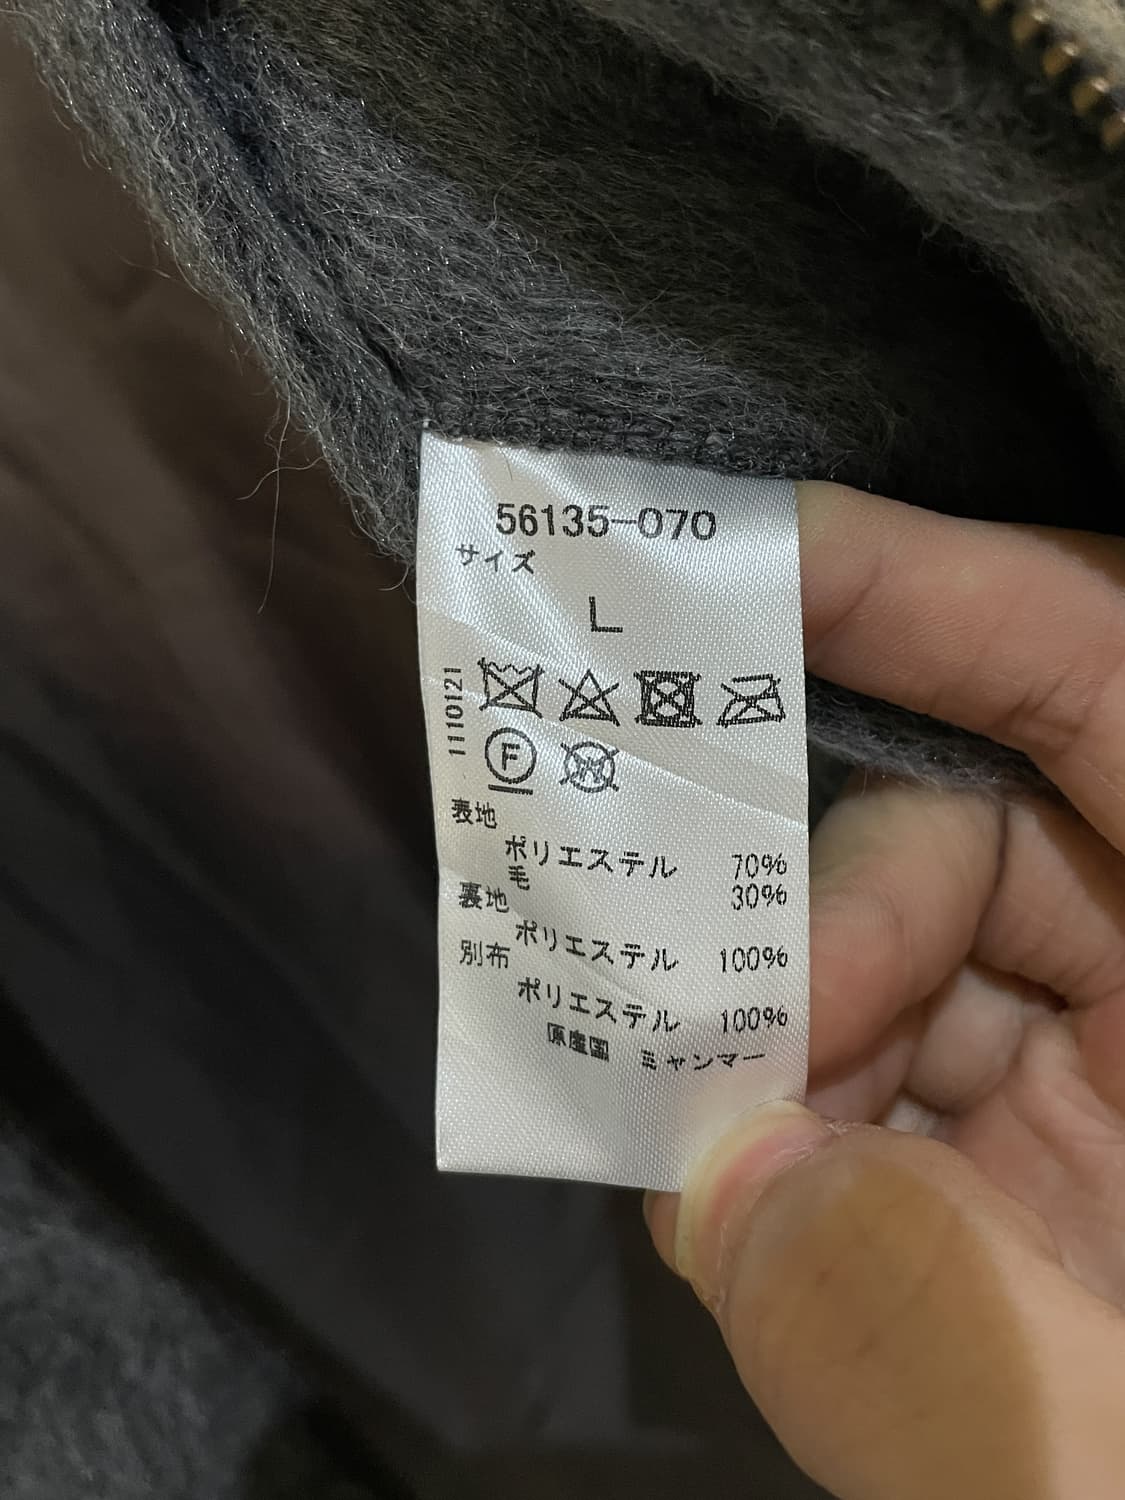 56135-070
サイズ
L
1110121
F
W
表地
ポリエステル 70%
毛 30%
裏地
ポリエステル 100%
別布
ポリエステル 100%
原産国 ミャンマー